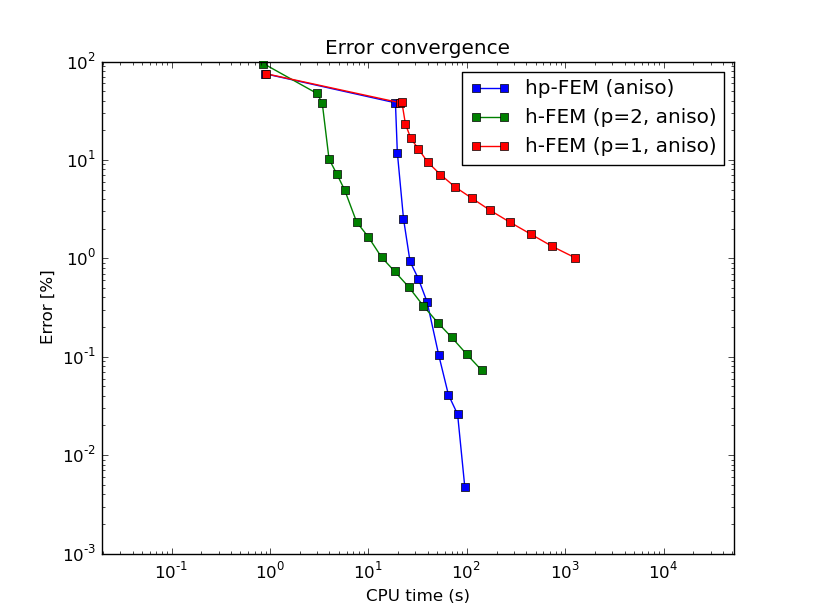 Error convergence
hp-FEM (aniso)
h-FEM (p=2, aniso)
h-FEM (p=1, aniso)
Error [%]
10^2
10^1
10^0
10^-1
10^-2
10^-3
10^-1 10^0 10^1 10^2 10^3 10^4
CPU time (s)